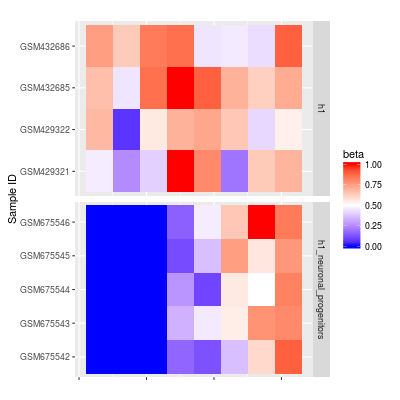 Sample ID
GSM432686
GSM432685
GSM429322
GSM429321
h1
GSM675546
GSM675545
GSM675544
GSM675543
GSM675542
h1_neuronal_progenitors
beta
1.00
0.75
0.50
0.25
0.00